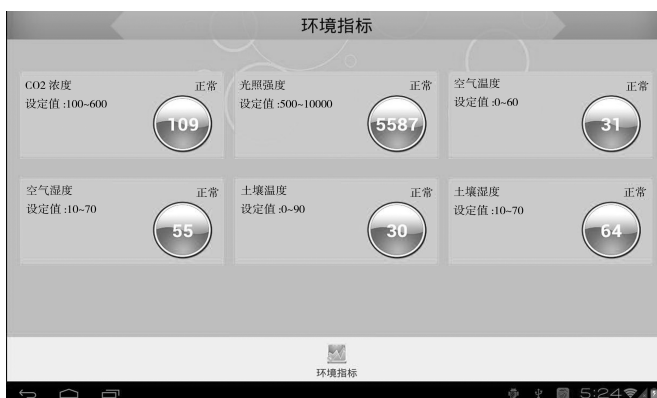 环境指标
CO2 浓度 正常
设定值 :100~600
109
光照强度 正常
设定值 :500~10000
5587
空气温度 正常
设定值 :0~60
31
空气湿度 正常
设定值 :10~70
55
土壤温度 正常
设定值 :0~90
30
土壤湿度 正常
设定值 :10~70
64
环境指标
5:24